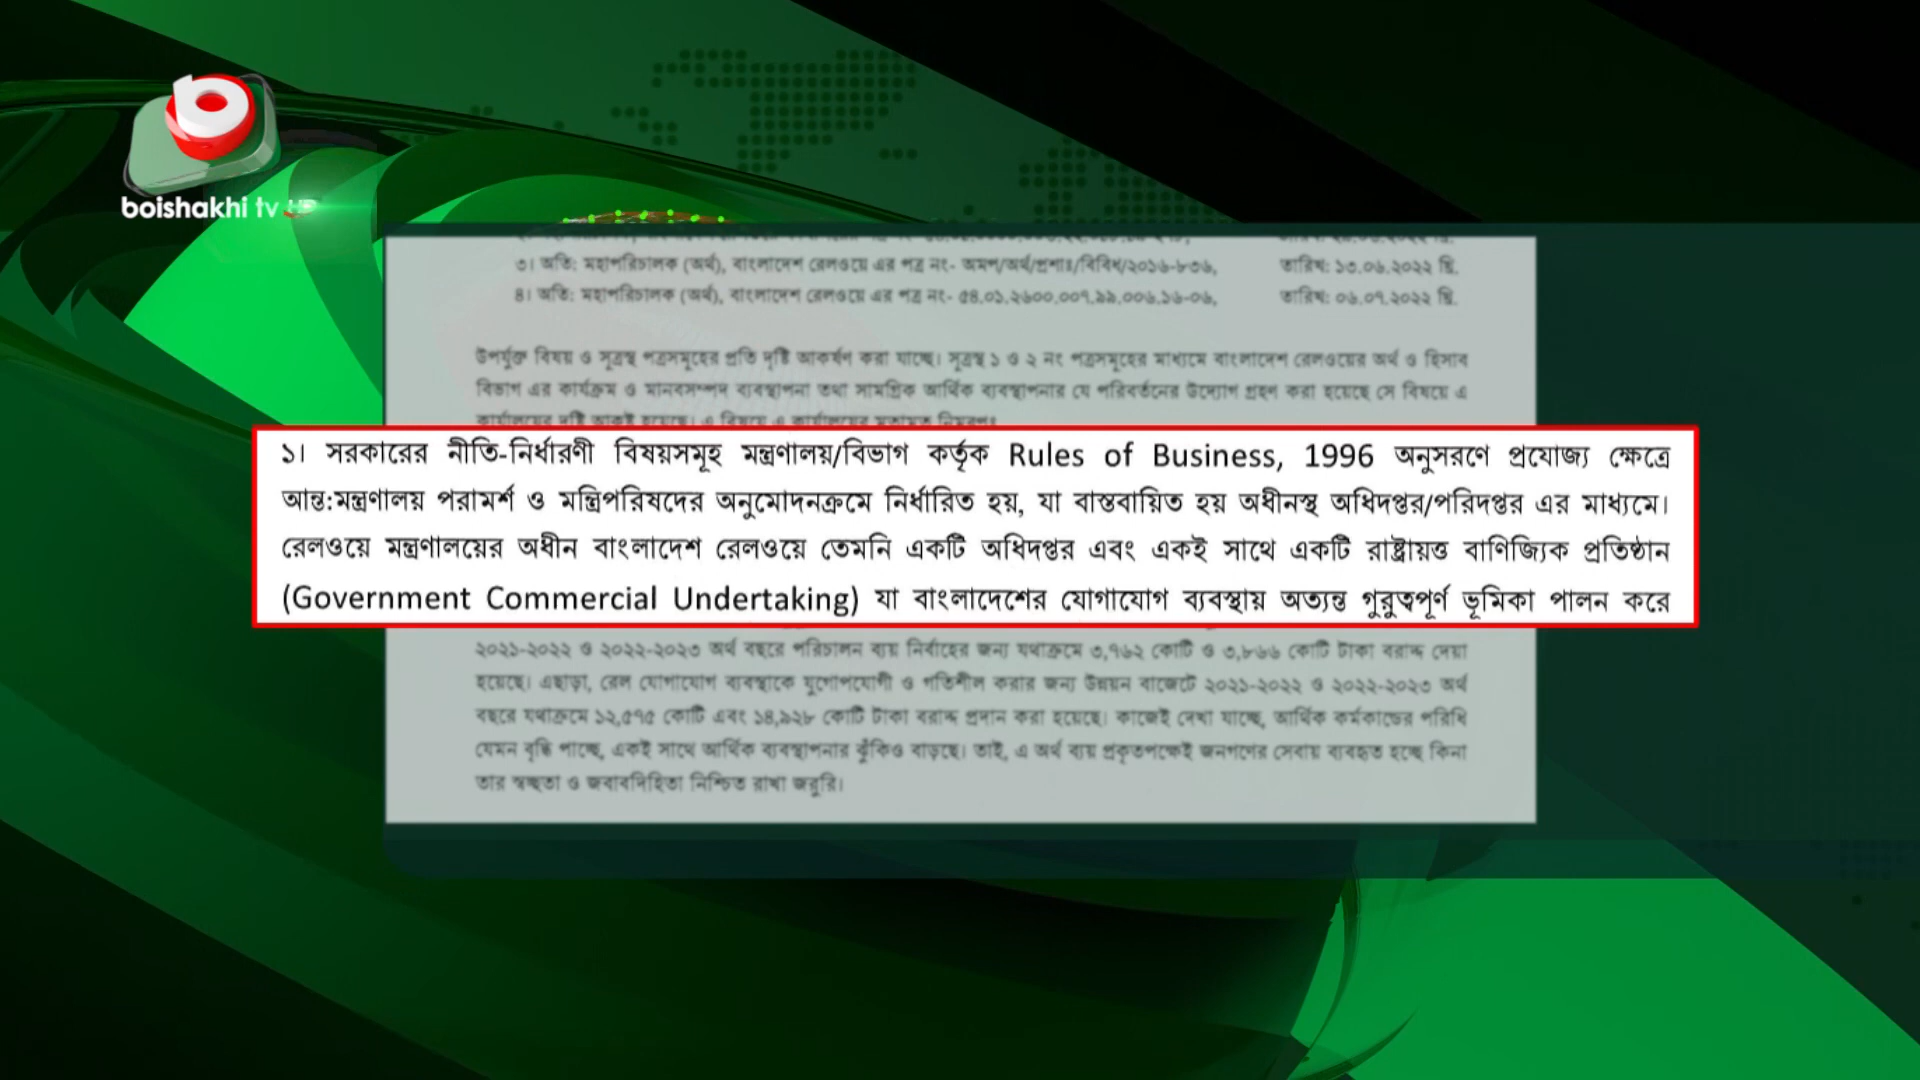 boishakhi tv
৩। অতি: মহাপরিচালক (অর্থ), বাংলাদেশ রেলওয়ে এর পত্র নং- অমপ/অর্থ/প্রশাঃ/বিবিধ/২০১৬-৮৩৬, তারিখ: ১৩.০৬.২০২২ খ্রি.
৪। অতি: মহাপরিচালক (অর্থ), বাংলাদেশ রেলওয়ে এর পত্র নং- ৫৪.০১.২৬০০.০০৭.৯৯.০০৬.১৬-০৬, তারিখ: ০৬.০৭.২০২২ খ্রি.
উপর্যুক্ত বিষয় ও সূত্রস্থ পত্রসমূহের প্রতি দৃষ্টি আকর্ষণ করা যাচ্ছে। সূত্রস্থ ১ ও ২ নং পত্রসমূহের মাধ্যমে বাংলাদেশ রেলওয়ের অর্থ ও হিসাব
বিভাগ এর কার্যক্রম ও মানবসম্পদ ব্যবস্থাপনা তথা সামগ্রিক আর্থিক ব্যবস্থাপনার যে পরিবর্তনের উদ্যোগ গ্রহণ করা হয়েছে সে বিষয়ে এ
কার্যালয়ের দৃষ্টি আকৃষ্ট হয়েছে। এ বিষয়ে এ কার্যালয়ের মতামত নিম্নরূপঃ
১। সরকারের নীতি-নির্ধারণী বিষয়সমূহ মন্ত্রণালয়/বিভাগ কর্তৃক Rules of Business, 1996 অনুসরণে প্রযোজ্য ক্ষেত্রে
আন্ত:মন্ত্রণালয় পরামর্শ ও মন্ত্রিপরিষদের অনুমোদনক্রমে নির্ধারিত হয়, যা বাস্তবায়িত হয় অধীনস্থ অধিদপ্তর/পরিদপ্তর এর মাধ্যমে।
রেলওয়ে মন্ত্রণালয়ের অধীন বাংলাদেশ রেলওয়ে তেমনি একটি অধিদপ্তর এবং একই সাথে একটি রাষ্ট্রায়ত্ত বাণিজ্যিক প্রতিষ্ঠান
(Government Commercial Undertaking) যা বাংলাদেশের যোগাযোগ ব্যবস্থায় অত্যন্ত গুরুত্বপূর্ণ ভূমিকা পালন করে
২০২১-২০২২ ও ২০২২-২০২৩ অর্থ বছরে পরিচালন ব্যয় নির্বাহের জন্য যথাক্রমে ৩,৭৬২ কোটি ও ৩,৮৬৬ কোটি টাকা বরাদ্দ দেয়া
হয়েছে। এছাড়া, রেল যোগাযোগ ব্যবস্থাকে যুগোপযোগী ও গতিশীল করার জন্য উন্নয়ন বাজেটে ২০২১-২০২২ ও ২০২২-২০২৩ অর্থ
বছরে যথাক্রমে ১২,৫৭৫ কোটি এবং ১৪,৯২৮ কোটি টাকা বরাদ্দ প্রদান করা হয়েছে। কাজেই দেখা যাচ্ছে, আর্থিক কর্মকান্ডের পরিধি
যেমন বৃদ্ধি পাচ্ছে, একই সাথে আর্থিক ব্যবস্থাপনার ঝুঁকিও বাড়ছে। তাই, এ অর্থ ব্যয় প্রকৃতপক্ষেই জনগণের সেবায় ব্যবহৃত হচ্ছে কিনা
তার স্বচ্ছতা ও জবাবদিহিতা নিশ্চিত রাখা জরুরি।